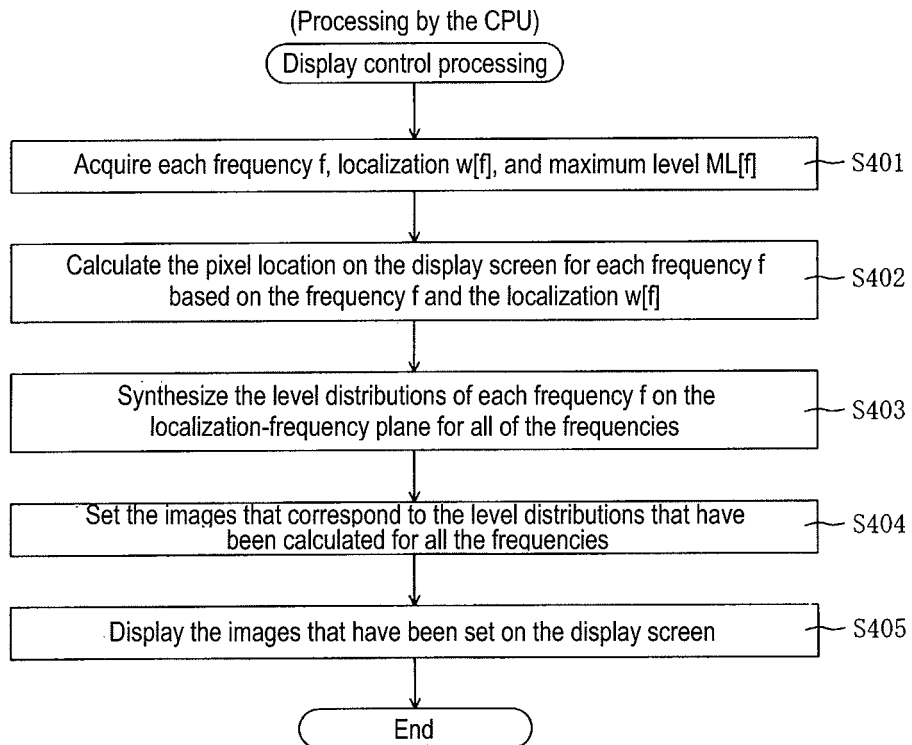 (Processing by the CPU)
Display control processing
Acquire each frequency f, localization w[f], and maximum level ML[f]
S401
Calculate the pixel location on the display screen for each frequency f
based on the frequency f and the localization w[f]
S402
Synthesize the level distributions of each frequency f on the
localization-frequency plane for all of the frequencies
S403
Set the images that correspond to the level distributions that have
been calculated for all the frequencies
S404
Display the images that have been set on the display screen
S405
End